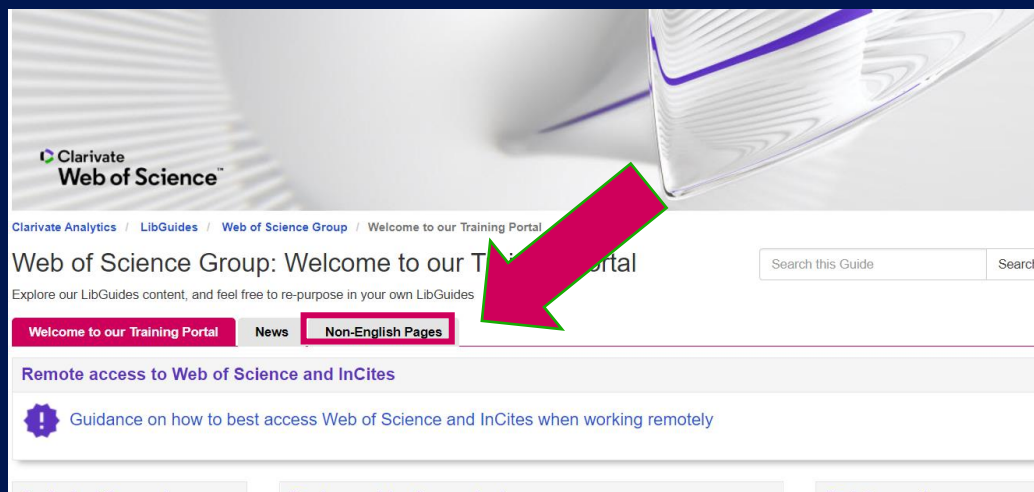 Clarivate
Web of Science™
Clarivate Analytics / LibGuides / Web of Science Group / Welcome to our Training Portal
Web of Science Group: Welcome to our T rtal
Search this Guide
Search
Explore our LibGuides content, and feel free to re-purpose in your own LibGuides
Welcome to our Training Portal
News
Non-English Pages
Remote access to Web of Science and InCites
Guidance on how to best access Web of Science and InCites when working remotely